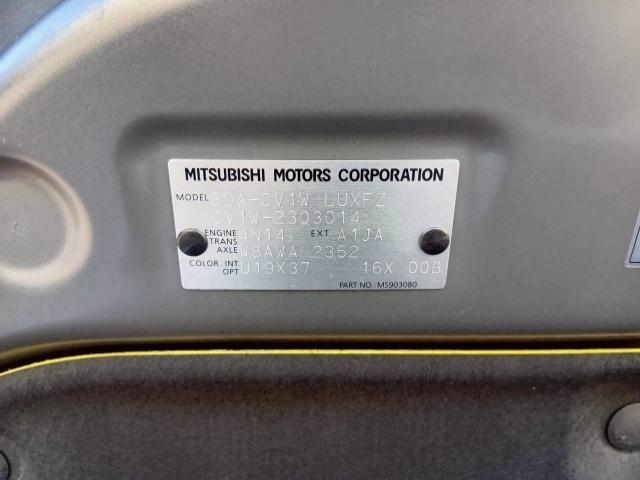 MITSUBISHI MOTORS CORPORATION
MODEL 3DA-CV1W LUXFZ
CV1W-2303014
ENGINE 4N14 EXT A1JA
TRANS AXLE W8AWA 2352
COLOR, INT OPT U19X37 16X 00B
PART NO. MS903080